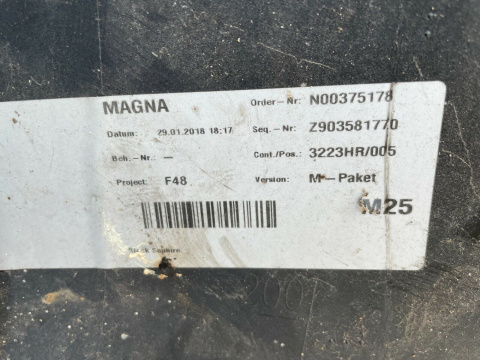 MAGNA Order-Nr: N00375178
Datum: 29.01.2018 18:17 Seq.-Nr: Z903581770
Beh.-Nr: - Cont./Pos.: 3223HR/005
Project: F48 Version: M-Paket
M25
Black Sapphire